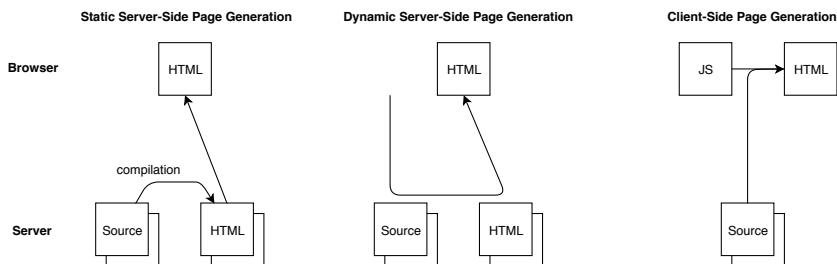 Static Server-Side Page Generation
Dynamic Server-Side Page Generation
Client-Side Page Generation
Browser
HTML
HTML
JS
HTML
compilation
Server
Source
HTML
Source
HTML
Source